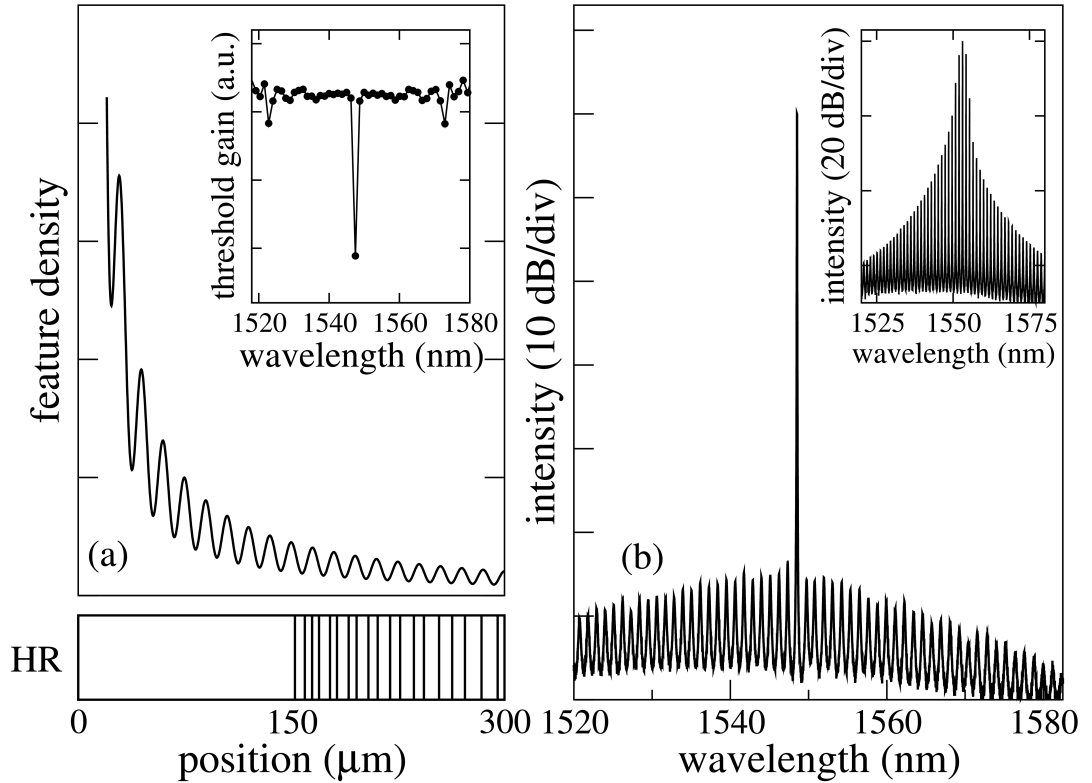 feature density
threshold gain (a.u.)
1520 1540 1560 1580
wavelength (nm)
(a)
HR
0 150 300
position (μm)
intensity (10 dB/div)
intensity (20 dB/div)
1525 1550 1575
wavelength (nm)
(b)
1520 1540 1560 1580
wavelength (nm)